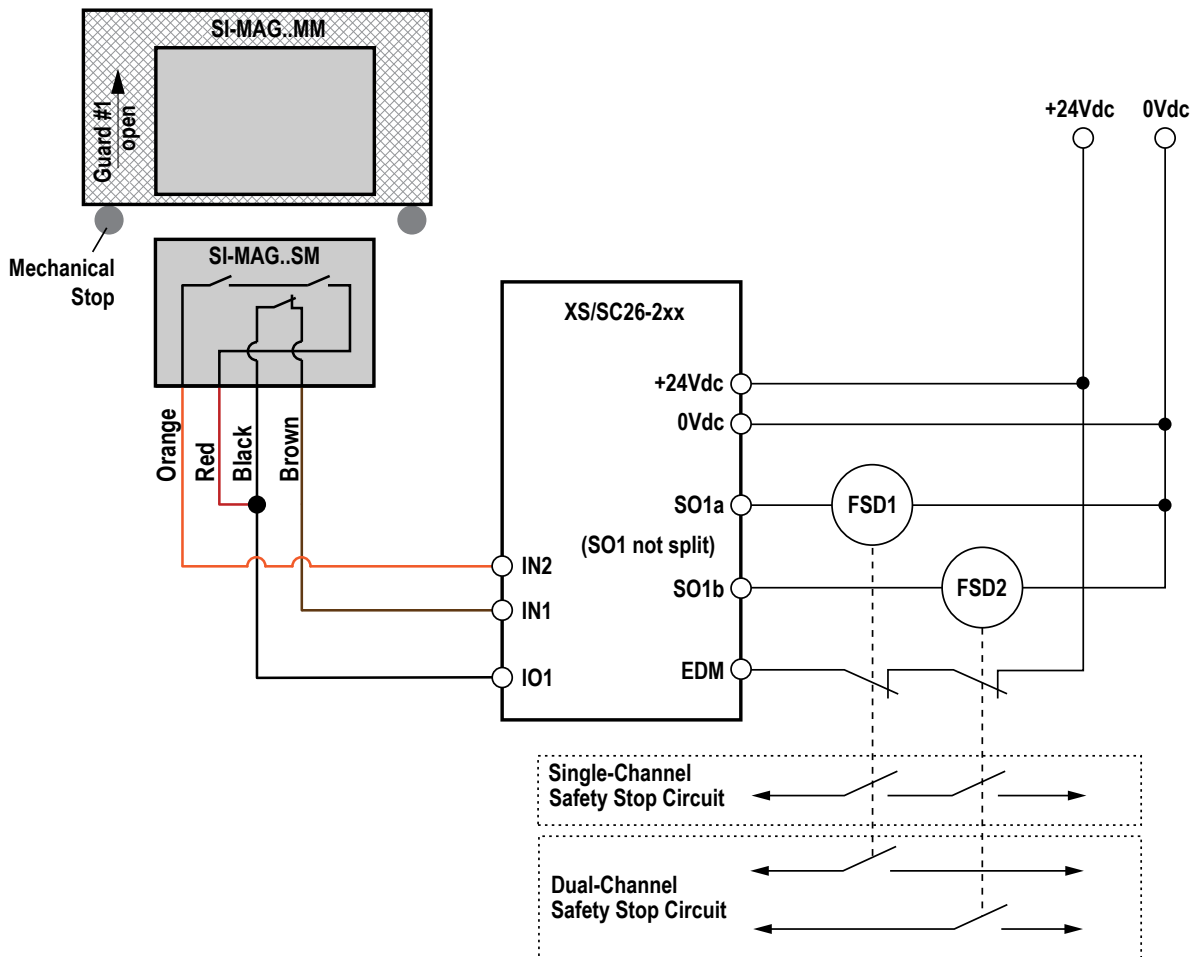 SI-MAG..MM
Guard #1
open
Mechanical
Stop
SI-MAG..SM
Orange
Red
Black
Brown
+24Vdc
0Vdc
XS/SC26-2xx
+24Vdc
0Vdc
SO1a
FSD1
(SO1 not split)
IN2
SO1b
FSD2
IN1
EDM
IO1
Single-Channel
Safety Stop Circuit
Dual-Channel
Safety Stop Circuit